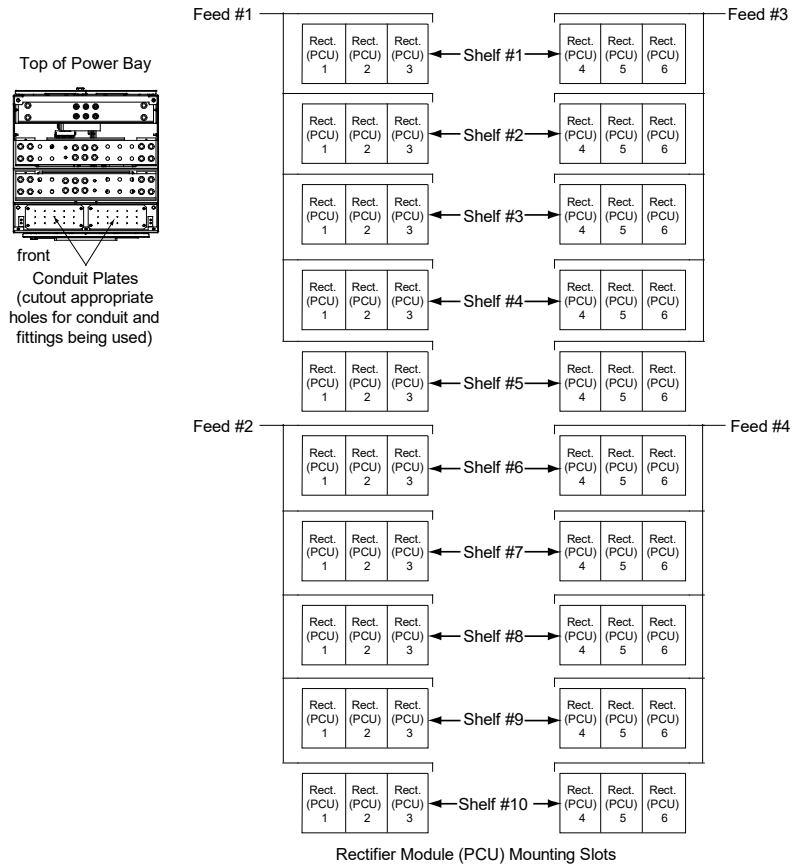 Feed #1
Feed #3
Top of Power Bay
front
Conduit Plates
(cutout appropriate
holes for conduit and
fittings being used)
Rect. Rect. Rect.
(PCU) (PCU) (PCU)
1 2 3
Shelf #1
Rect. Rect. Rect.
(PCU) (PCU) (PCU)
4 5 6
Rect. Rect. Rect.
(PCU) (PCU) (PCU)
1 2 3
Shelf #2
Rect. Rect. Rect.
(PCU) (PCU) (PCU)
4 5 6
Rect. Rect. Rect.
(PCU) (PCU) (PCU)
1 2 3
Shelf #3
Rect. Rect. Rect.
(PCU) (PCU) (PCU)
4 5 6
Rect. Rect. Rect.
(PCU) (PCU) (PCU)
1 2 3
Shelf #4
Rect. Rect. Rect.
(PCU) (PCU) (PCU)
4 5 6
Rect. Rect. Rect.
(PCU) (PCU) (PCU)
1 2 3
Shelf #5
Rect. Rect. Rect.
(PCU) (PCU) (PCU)
4 5 6
Feed #2
Feed #4
Rect. Rect. Rect.
(PCU) (PCU) (PCU)
1 2 3
Shelf #6
Rect. Rect. Rect.
(PCU) (PCU) (PCU)
4 5 6
Rect. Rect. Rect.
(PCU) (PCU) (PCU)
1 2 3
Shelf #7
Rect. Rect. Rect.
(PCU) (PCU) (PCU)
4 5 6
Rect. Rect. Rect.
(PCU) (PCU) (PCU)
1 2 3
Shelf #8
Rect. Rect. Rect.
(PCU) (PCU) (PCU)
4 5 6
Rect. Rect. Rect.
(PCU) (PCU) (PCU)
1 2 3
Shelf #9
Rect. Rect. Rect.
(PCU) (PCU) (PCU)
4 5 6
Rect. Rect. Rect.
(PCU) (PCU) (PCU)
1 2 3
Shelf #10
Rect. Rect. Rect.
(PCU) (PCU) (PCU)
4 5 6
Rectifier Module (PCU) Mounting Slots